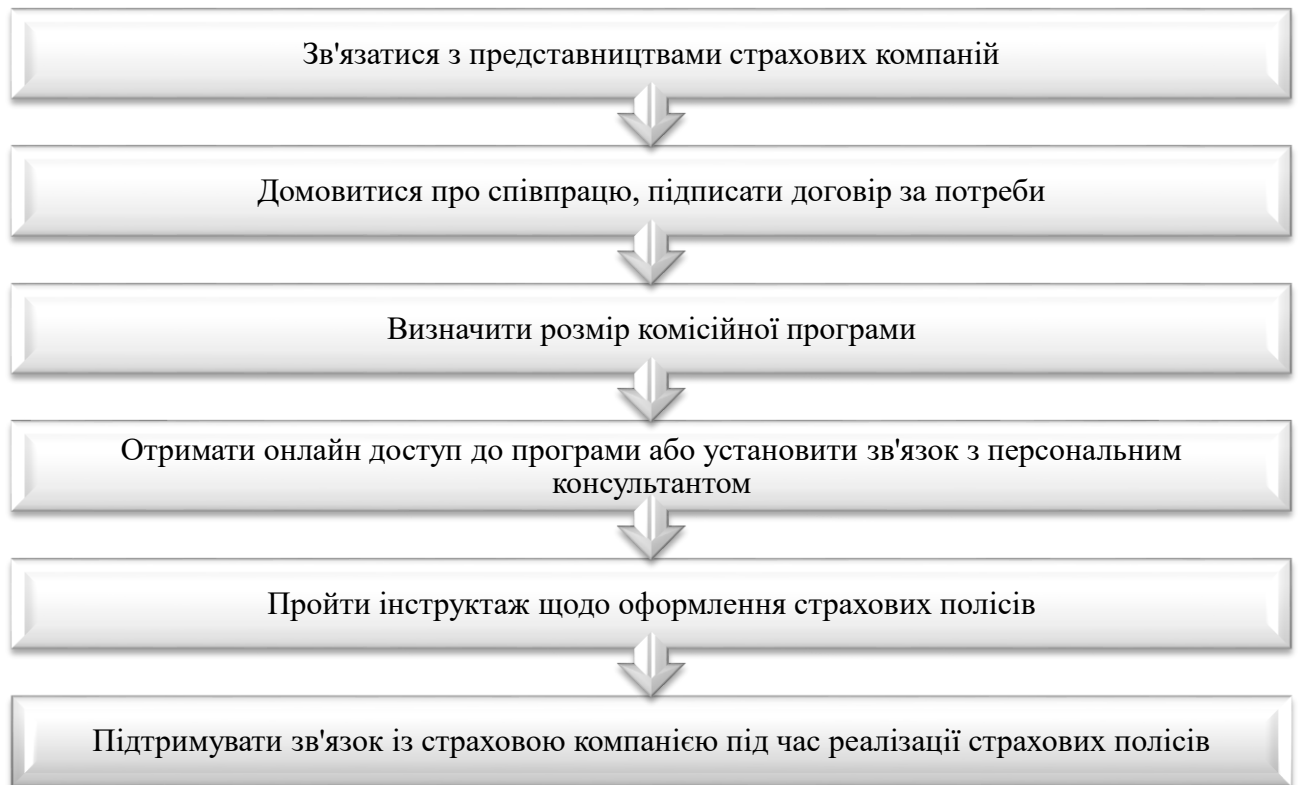 Зв'язатися з представництвами страхових компаній
Домовитися про співпрацю, підписати договір за потреби
Визначити розмір комісійної програми
Отримати онлайн доступ до програми або установити зв'язок з персональним
консультантом
Пройти інструктаж щодо оформлення страхових полісів
Підтримувати зв'язок із страховою компанією під час реалізації страхових полісів